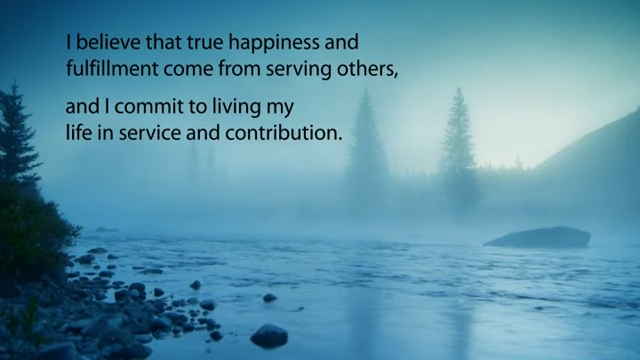 I believe that true happiness and
fulfillment come from serving others,
and I commit to living my
life in service and contribution.